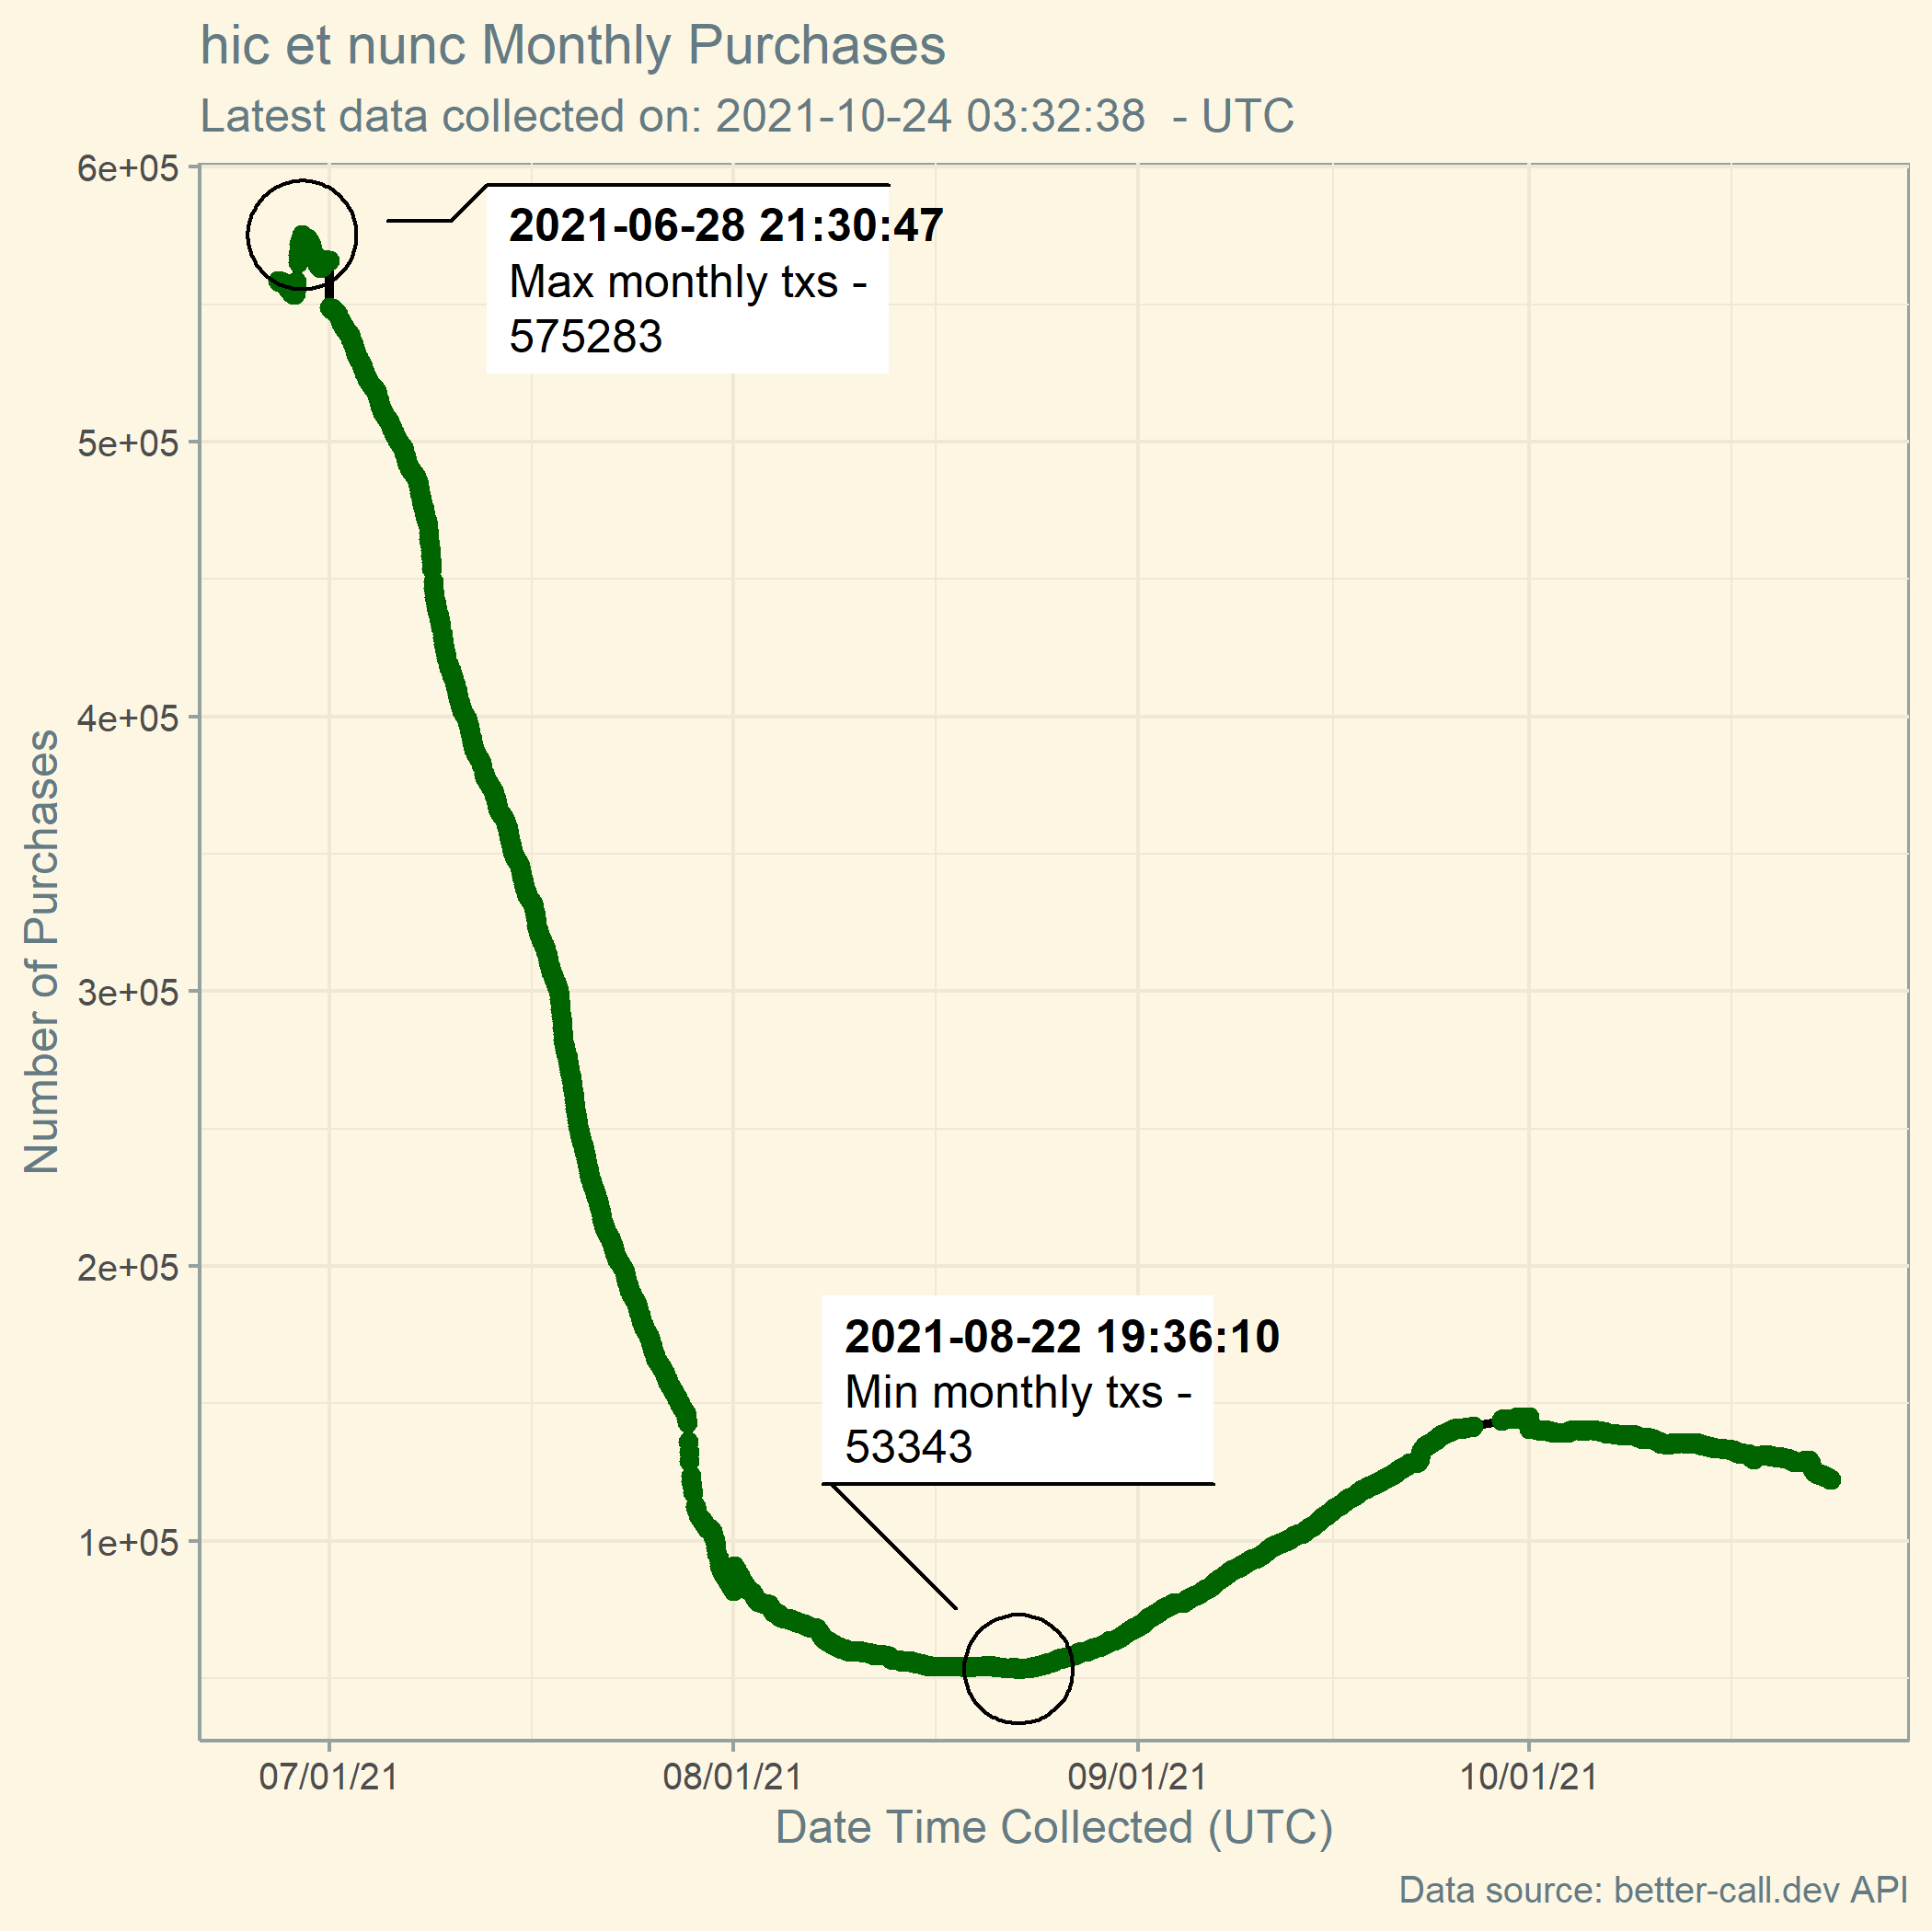 hic et nunc Monthly Purchases
Latest data collected on: 2021-10-24 03:32:38  - UTC
6e+05
5e+05
4e+05
3e+05
2e+05
1e+05
Number of Purchases
2021-06-28 21:30:47
Max monthly txs -
575283
2021-08-22 19:36:10
Min monthly txs -
53343
07/01/21
08/01/21
09/01/21
10/01/21
Date Time Collected (UTC)
Data source: better-call.dev API